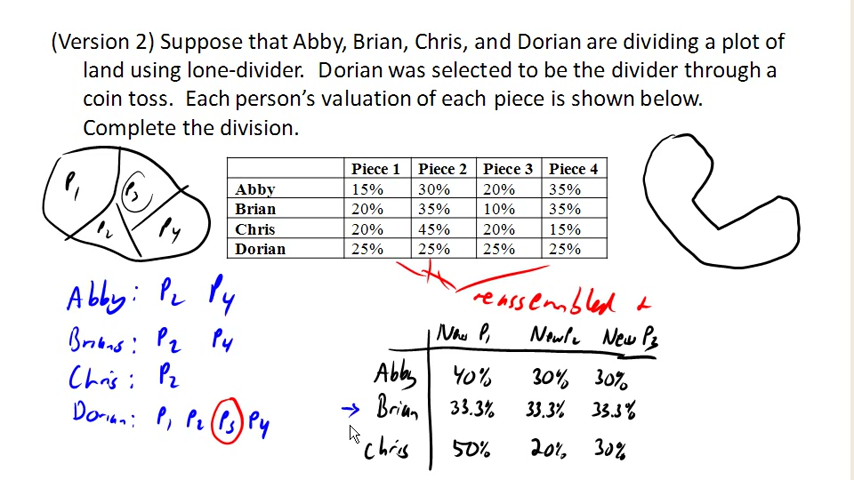 (Version 2) Suppose that Abby, Brian, Chris, and Dorian are dividing a plot of
land using lone-divider. Dorian was selected to be the divider through a
coin toss. Each person's valuation of each piece is shown below.
Complete the division.
P1 P3 P2 P4
Piece 1 Piece 2 Piece 3 Piece 4
Abby 15% 30% 20% 35%
Brian 20% 35% 10% 35%
Chris 20% 45% 20% 15%
Dorian 25% 25% 25% 25%
Abby: P2 P4
Brians: P2 P4
Chris: P2
Dorian: P1 P2 P3 P4
reassembled +
New P1 New P2 New P3
Abby 40% 30% 30%
→ Brian 33.3% 33.3% 33.3%
Chris 50% 20% 30%